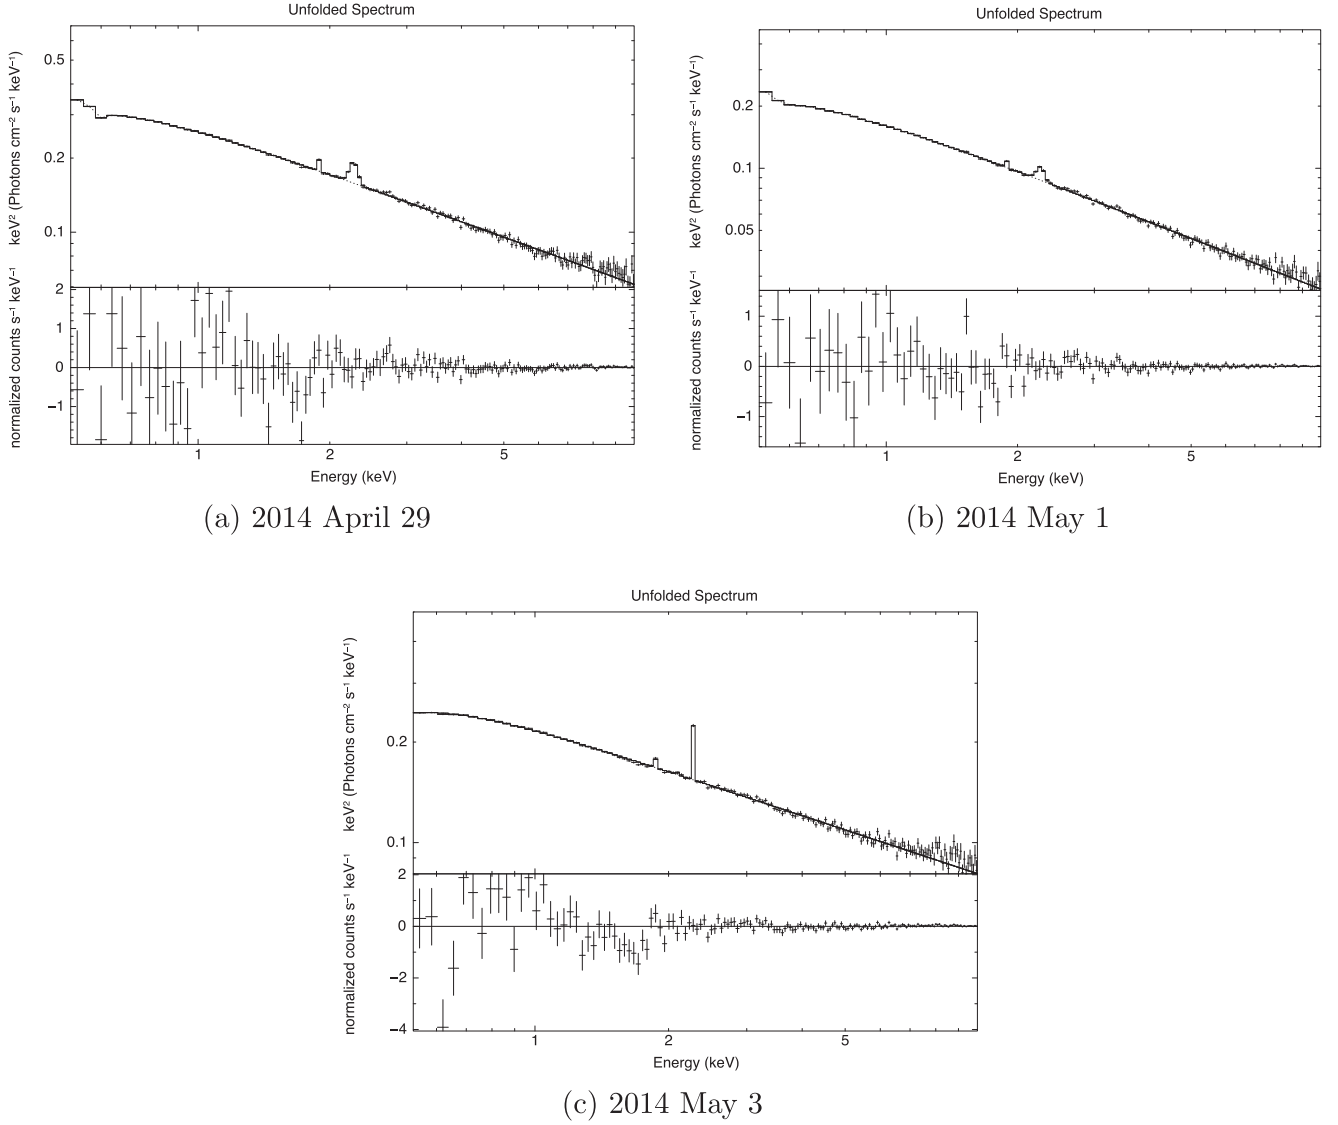 Unfolded Spectrum
keV² (Photons cm⁻² s⁻¹ keV⁻¹)
0.5
0.2
0.1
normalized counts s⁻¹ keV⁻¹
2
1
0
−1
1 2 5
Energy (keV)
(a) 2014 April 29
Unfolded Spectrum
keV² (Photons cm⁻² s⁻¹ keV⁻¹)
0.2
0.1
0.05
normalized counts s⁻¹ keV⁻¹
1
0
−1
1 2 5
Energy (keV)
(b) 2014 May 1
Unfolded Spectrum
keV² (Photons cm⁻² s⁻¹ keV⁻¹)
0.2
0.1
normalized counts s⁻¹ keV⁻¹
2
0
−2
−4
1 2 5
Energy (keV)
(c) 2014 May 3